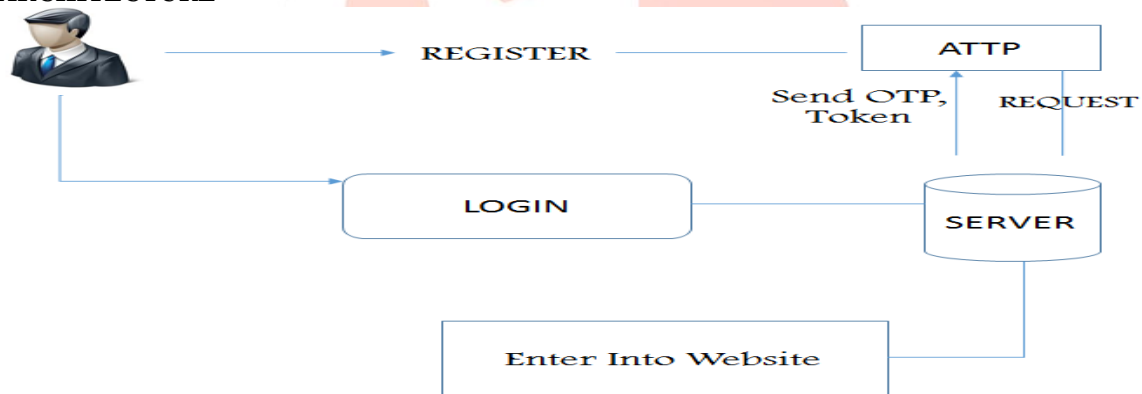 REGISTER
ATTP
Send OTP,
Token
REQUEST
LOGIN
SERVER
Enter Into Website